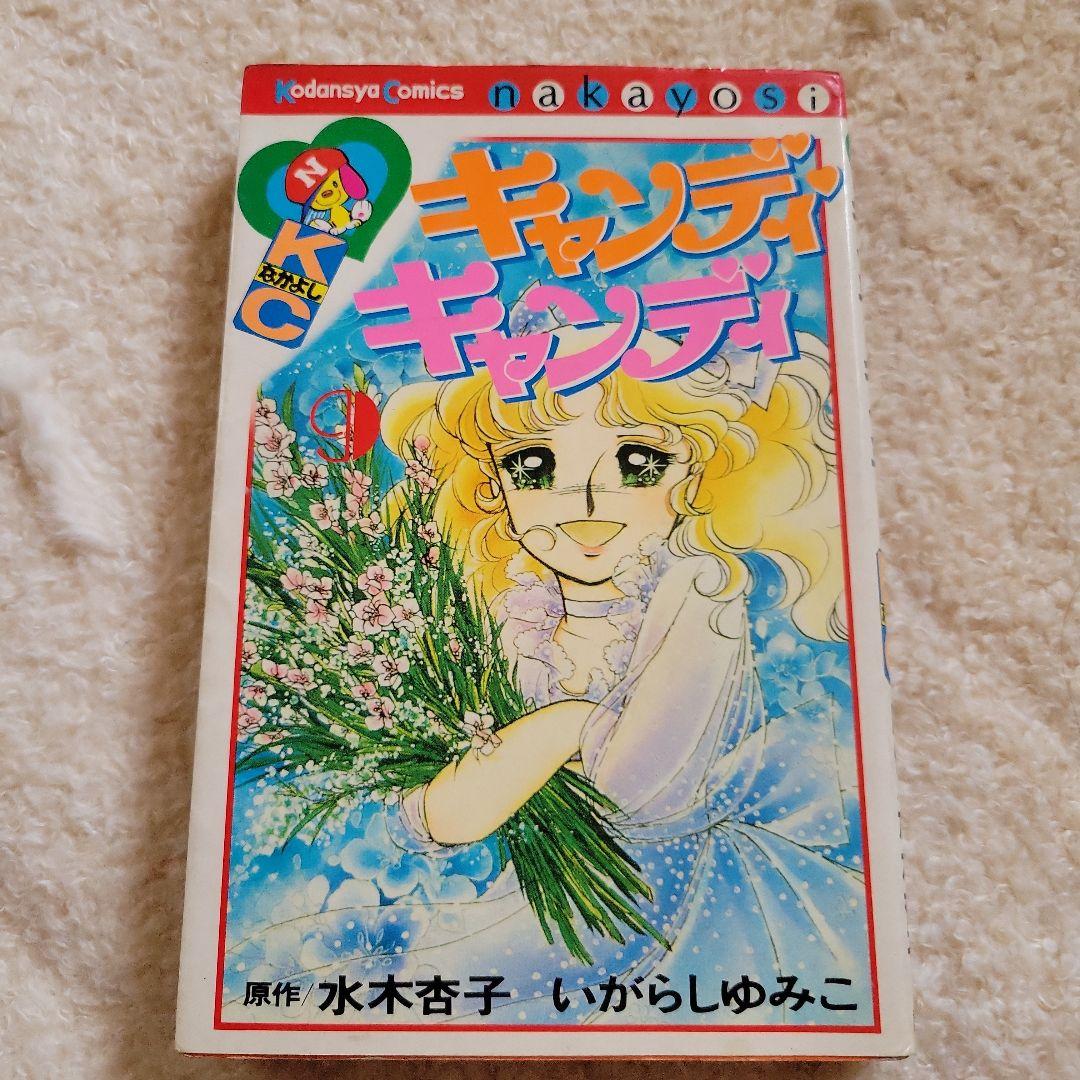 Kodansya Comics nakayosi
N
K
なかよし
C
キャンディ
キャンディ
9
原作/水木杏子 いがらしゆみこ